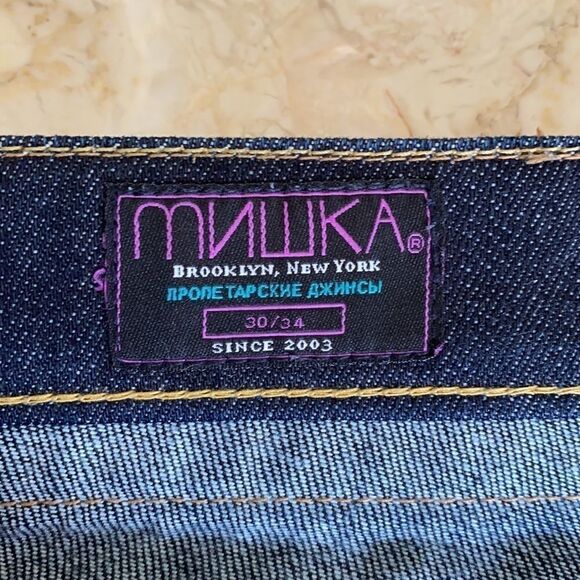 МИШКА®
BROOKLYN, NEW YORK
ПРОЛЕТАРСКИЕ ДЖИНСЫ
30/34
SINCE 2003